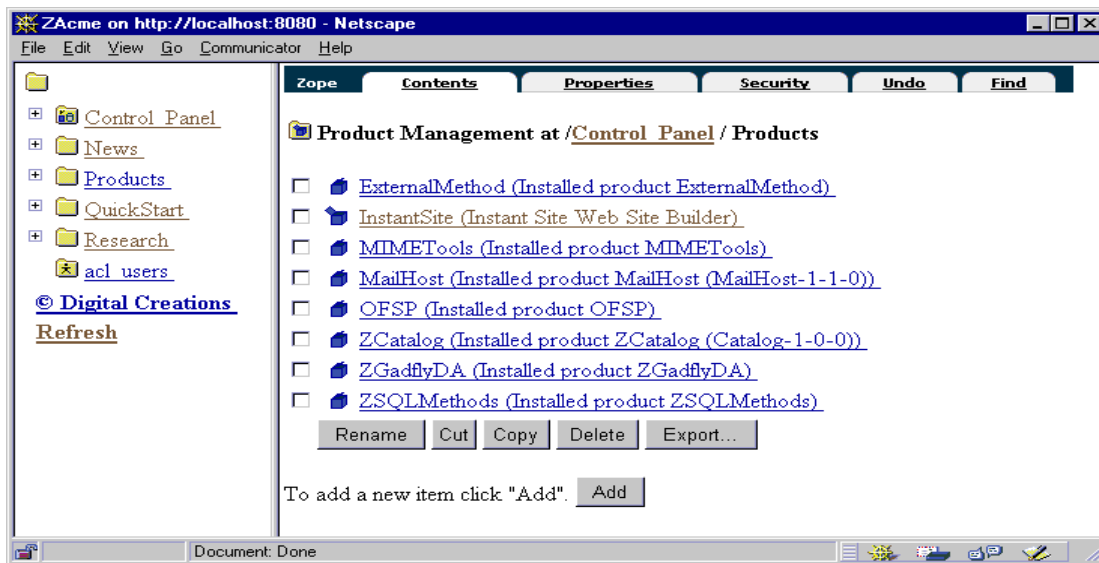 ZAcme on http://localhost:8080 - Netscape
File Edit View Go Communicator Help
Zope Contents Properties Security Undo Find
Control_Panel
News
Products
QuickStart
Research
acl_users
© Digital Creations
Refresh
Product Management at /Control_Panel / Products
ExternalMethod (Installed product ExternalMethod)
InstantSite (Instant Site Web Site Builder)
MIMETools (Installed product MIMETools)
MailHost (Installed product MailHost (MailHost-1-1-0))
OFSP (Installed product OFSP)
ZCatalog (Installed product ZCatalog (Catalog-1-0-0))
ZGadflyDA (Installed product ZGadflyDA)
ZSQLMethods (Installed product ZSQLMethods)
Rename Cut Copy Delete Export...
To add a new item click "Add". Add
Document: Done